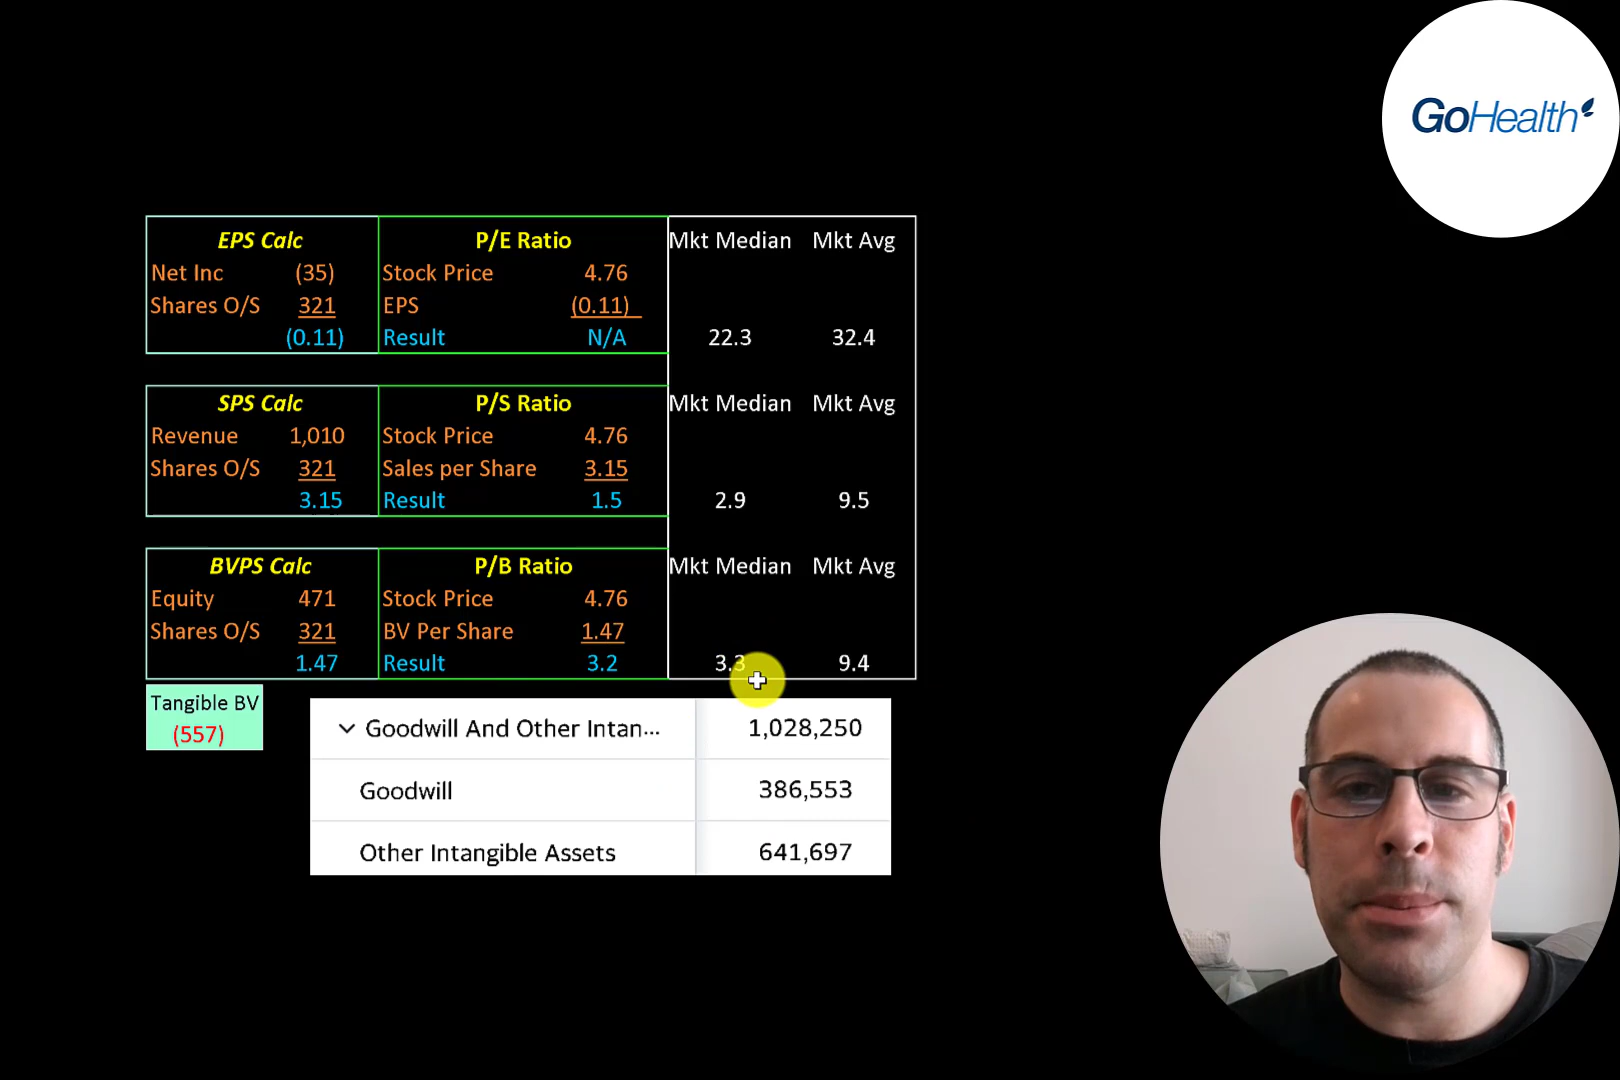 GoHealth
EPS Calc P/E Ratio Mkt Median Mkt Avg
Net Inc (35) Stock Price 4.76
Shares O/S 321 EPS (0.11)
(0.11) Result N/A 22.3 32.4
SPS Calc P/S Ratio Mkt Median Mkt Avg
Revenue 1,010 Stock Price 4.76
Shares O/S 321 Sales per Share 3.15
3.15 Result 1.5 2.9 9.5
BVPS Calc P/B Ratio Mkt Median Mkt Avg
Equity 471 Stock Price 4.76
Shares O/S 321 BV Per Share 1.47
1.47 Result 3.2 3.3 9.4
Tangible BV
(557)
Goodwill And Other Intan... 1,028,250
Goodwill 386,553
Other Intangible Assets 641,697